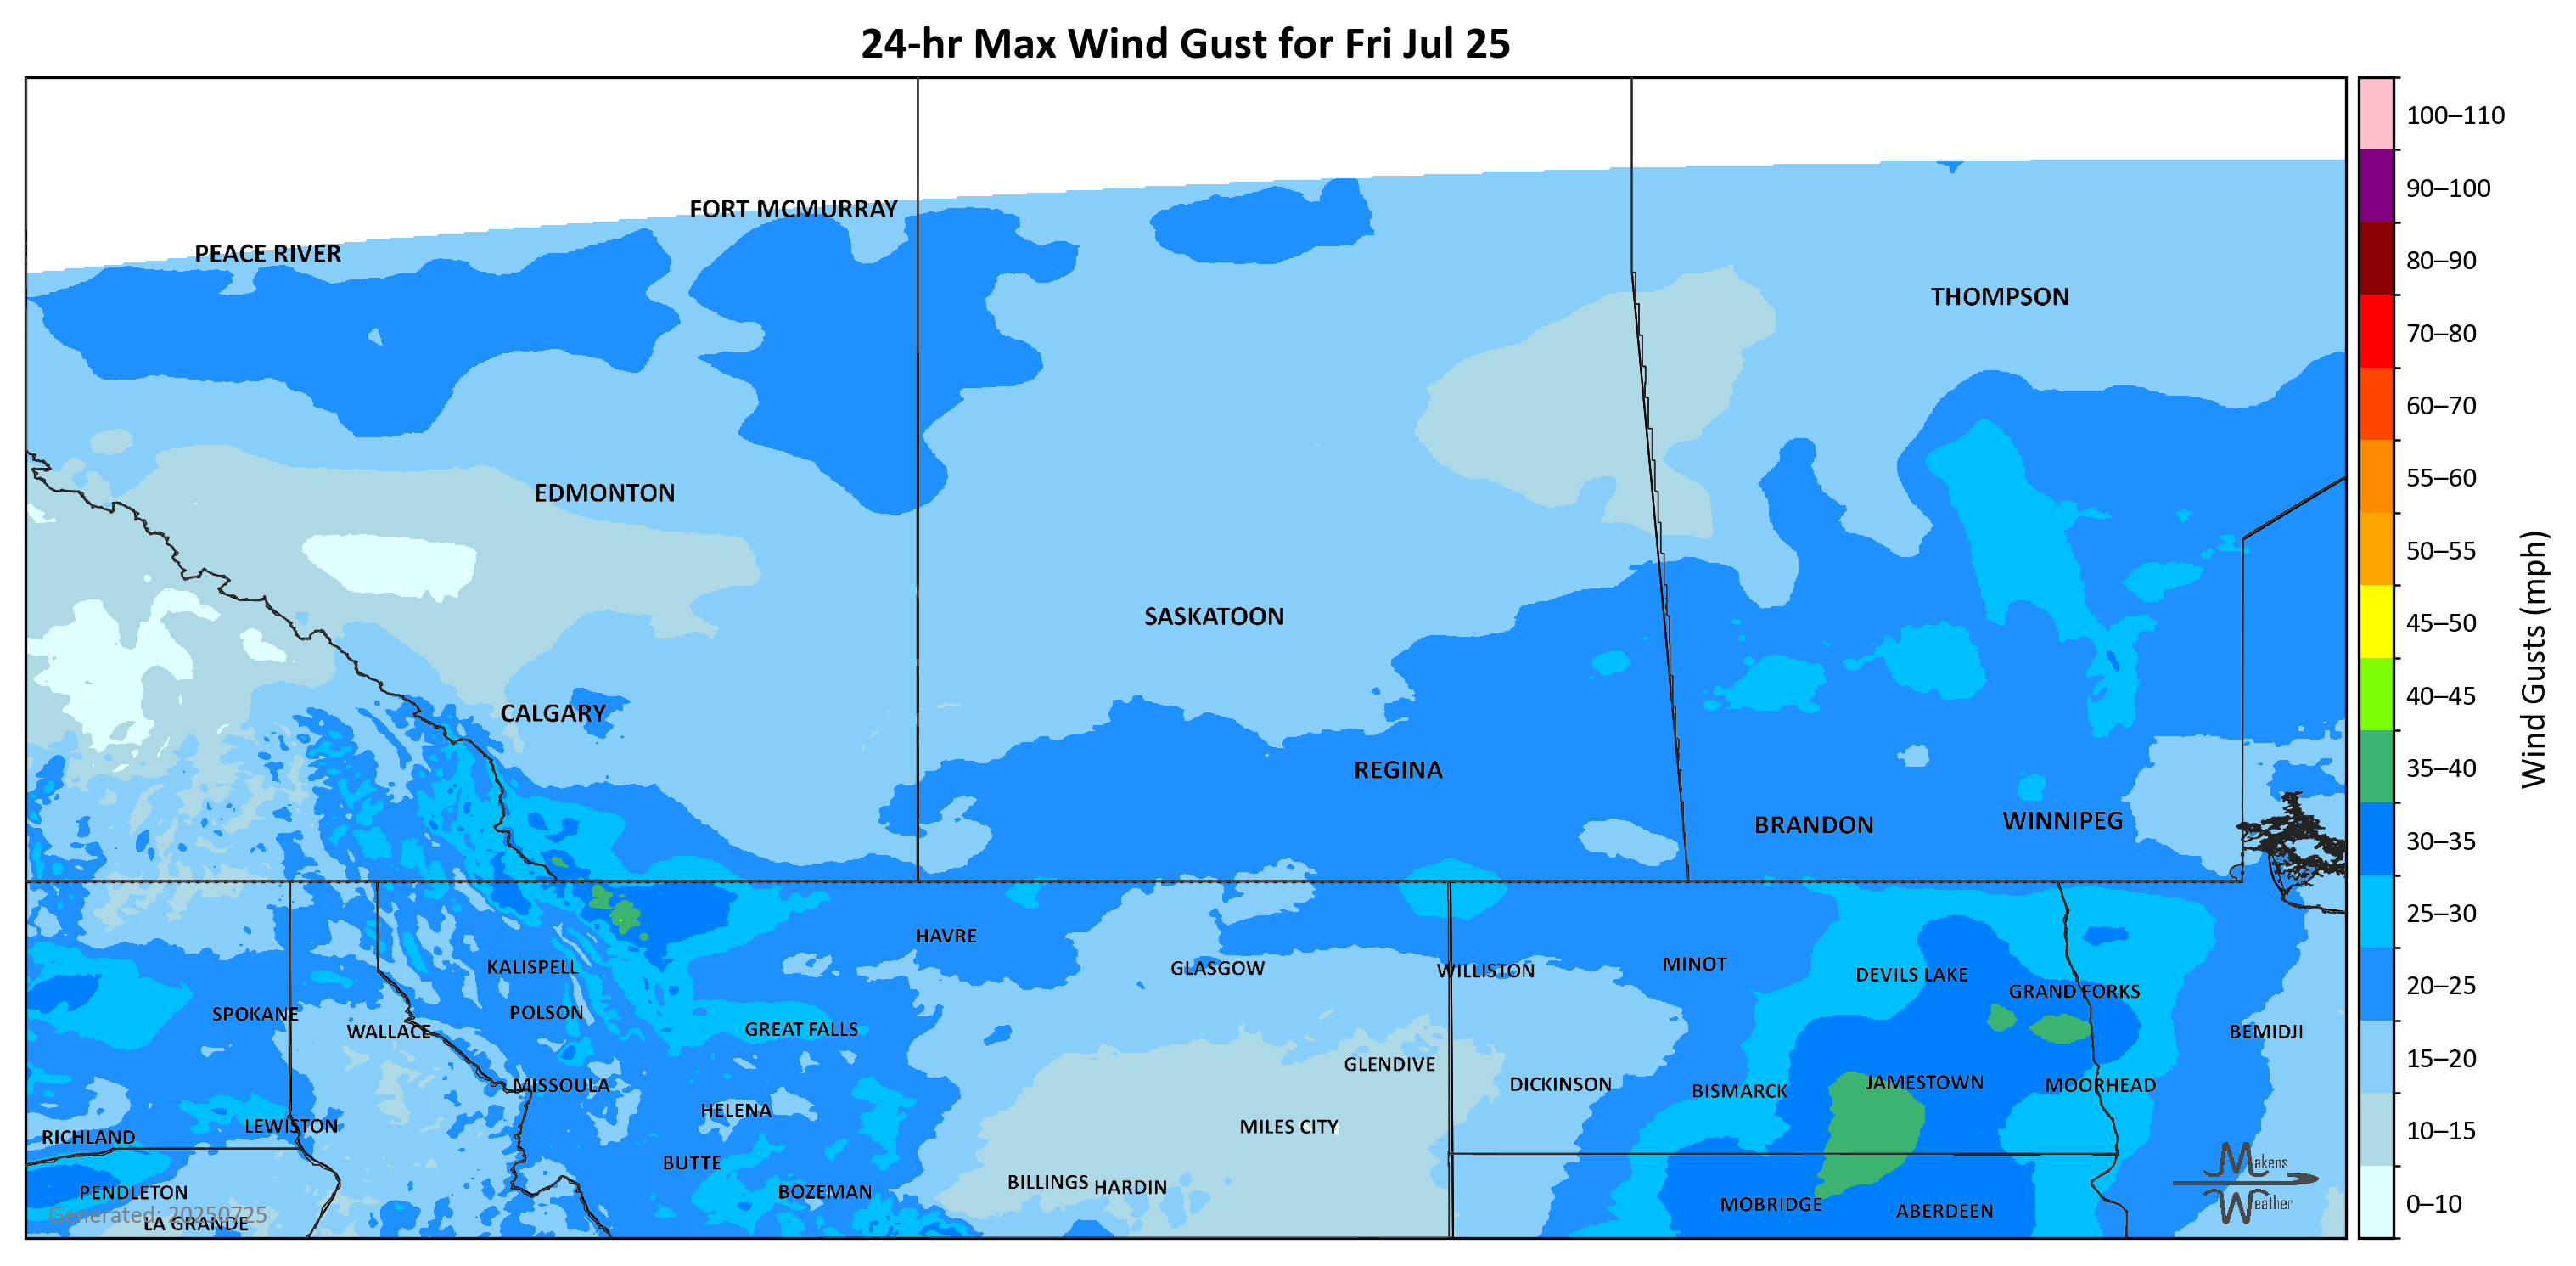 24-hr Max Wind Gust for Fri Jul 25
FORT MCMURRAY
PEACE RIVER
THOMPSON
EDMONTON
SASKATOON
CALGARY
REGINA
BRANDON
WINNIPEG
HAVRE
KALISPELL
GLASGOW
WILLISTON
MINOT
DEVILS LAKE
GRAND FORKS
SPOKANE
POLSON
WALLACE
GREAT FALLS
BEMIDJI
GLENDIVE
MISSOULA
DICKINSON
BISMARCK
JAMESTOWN
MOORHEAD
HELENA
LEWISTON
MILES CITY
RICHLAND
BUTTE
PENDLETON
BOZEMAN
BILLINGS
HARDIN
MOBRIDGE
ABERDEEN
LA GRANDE
Generated: 20250725
Makens
Weather
100–110
90–100
80–90
70–80
60–70
55–60
50–55
45–50
40–45
35–40
30–35
25–30
20–25
15–20
10–15
0–10
Wind Gusts (mph)